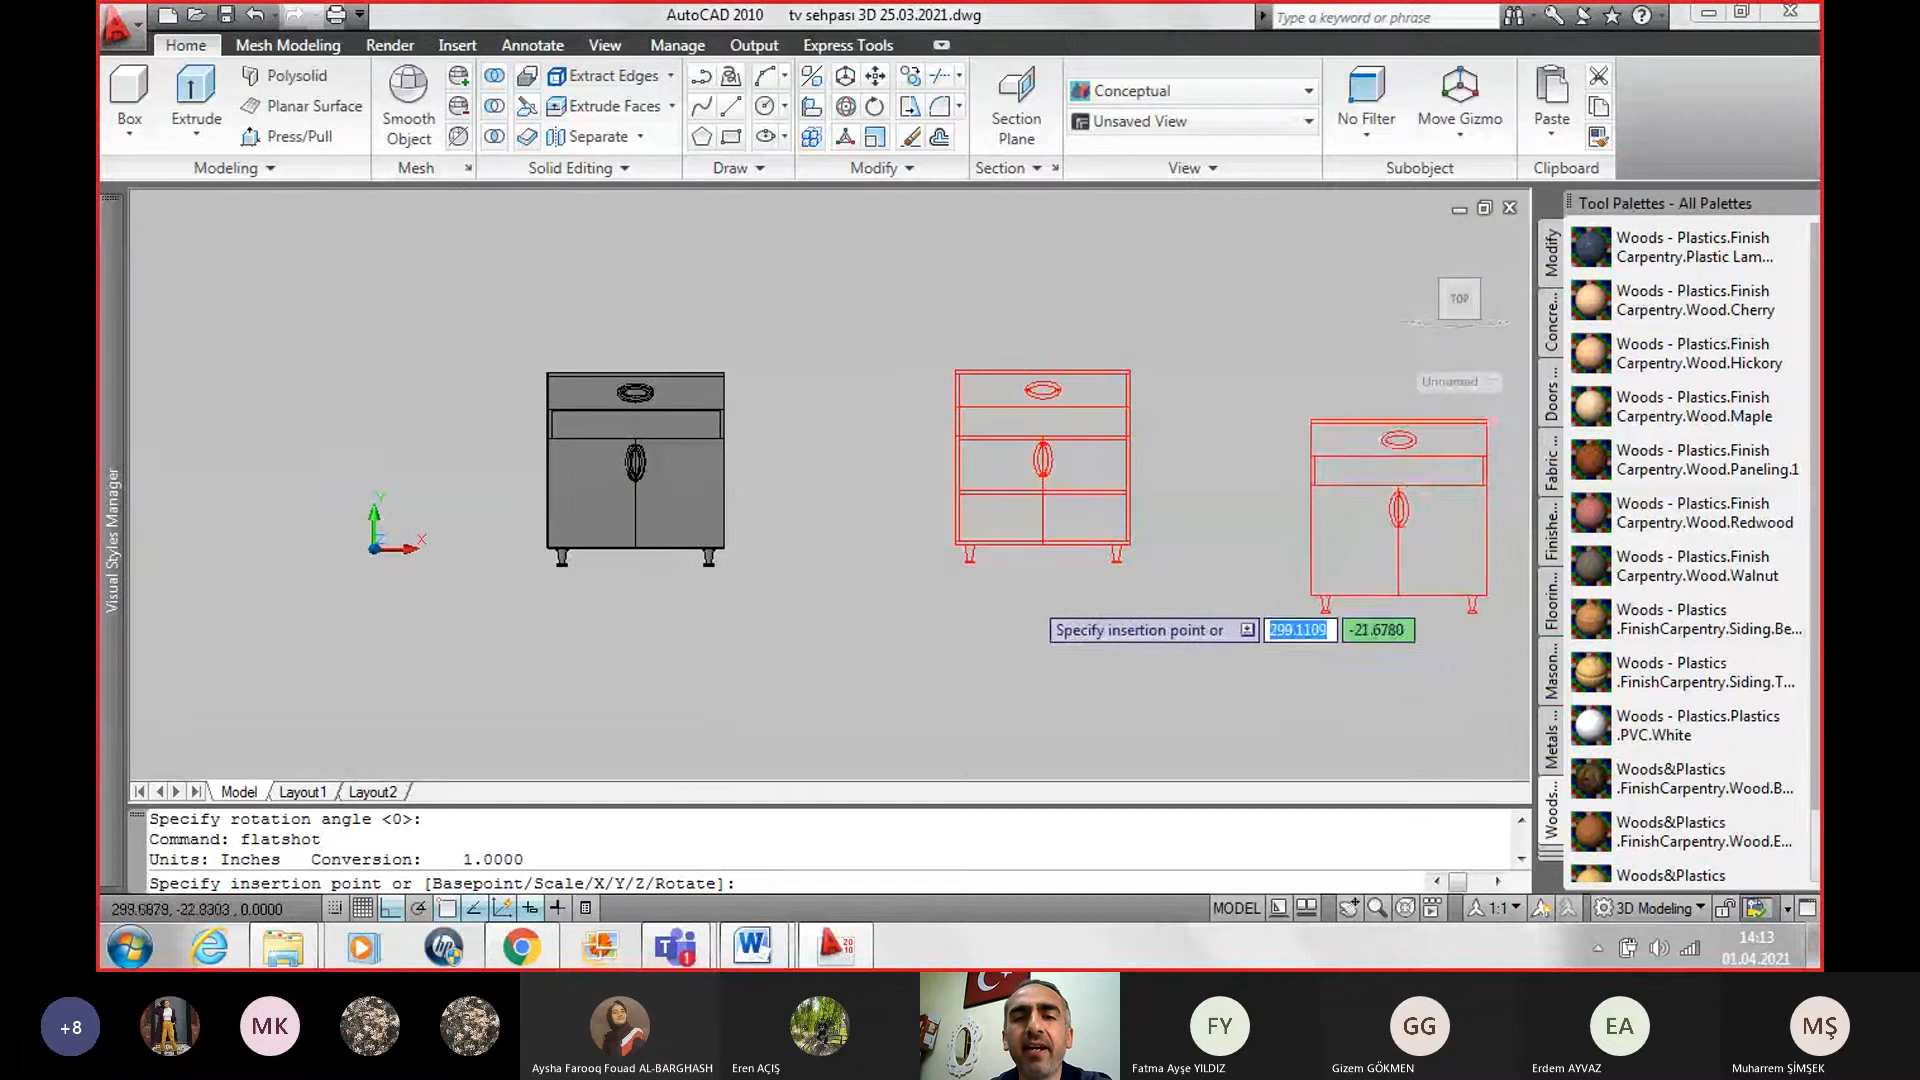 AutoCAD 2010 tv sehpası 3D 25.03.2021.dwg
Type a keyword or phrase
Home Mesh Modeling Render Insert Annotate View Manage Output Express Tools
Box
Extrude
Polysolid
Planar Surface
Press/Pull
Modeling
Smooth
Object
Mesh
Extract Edges
Extrude Faces
Separate
Solid Editing
Draw
Modify
Section
Plane
Section
Conceptual
Unsaved View
View
No Filter
Move Gizmo
Subobject
Paste
Clipboard
Visual Styles Manager
TOP
Unnamed
Y
Z
X
Specify insertion point or 299.1109 -21.6780
Tool Palettes - All Palettes
Modify
Concre...
Doors ...
Fabric ...
Finishe...
Floorin...
Mason...
Metals ...
Woods...
Woods - Plastics.Finish
Carpentry.Plastic Lam...
Woods - Plastics.Finish
Carpentry.Wood.Cherry
Woods - Plastics.Finish
Carpentry.Wood.Hickory
Woods - Plastics.Finish
Carpentry.Wood.Maple
Woods - Plastics.Finish
Carpentry.Wood.Paneling.1
Woods - Plastics.Finish
Carpentry.Wood.Redwood
Woods - Plastics.Finish
Carpentry.Wood.Walnut
Woods - Plastics
.FinishCarpentry.Siding.Be...
Woods - Plastics
.FinishCarpentry.Siding.T...
Woods - Plastics.Plastics
.PVC.White
Woods&Plastics
.FinishCarpentry.Wood.B...
Woods&Plastics
.FinishCarpentry.Wood.E...
Woods&Plastics
Model Layout1 Layout2
Specify rotation angle <0>:
Command: flatshot
Units: Inches Conversion: 1.0000
Specify insertion point or [Basepoint/Scale/X/Y/Z/Rotate]:
MODEL 1:1 3D Modeling
14:13
01.04.2021
+8
MK
Aysha Farooq Fouad AL-BARGHASH
Eren AÇIŞ
FY
Fatma Ayşe YILDIZ
GG
Gizem GÖKMEN
EA
Erdem AYVAZ
MŞ
Muharrem ŞİMŞEK